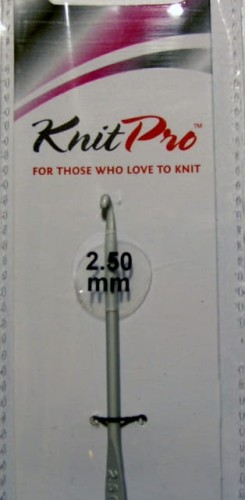 KnitPro™
FOR THOSE WHO LOVE TO KNIT
2.50
mm